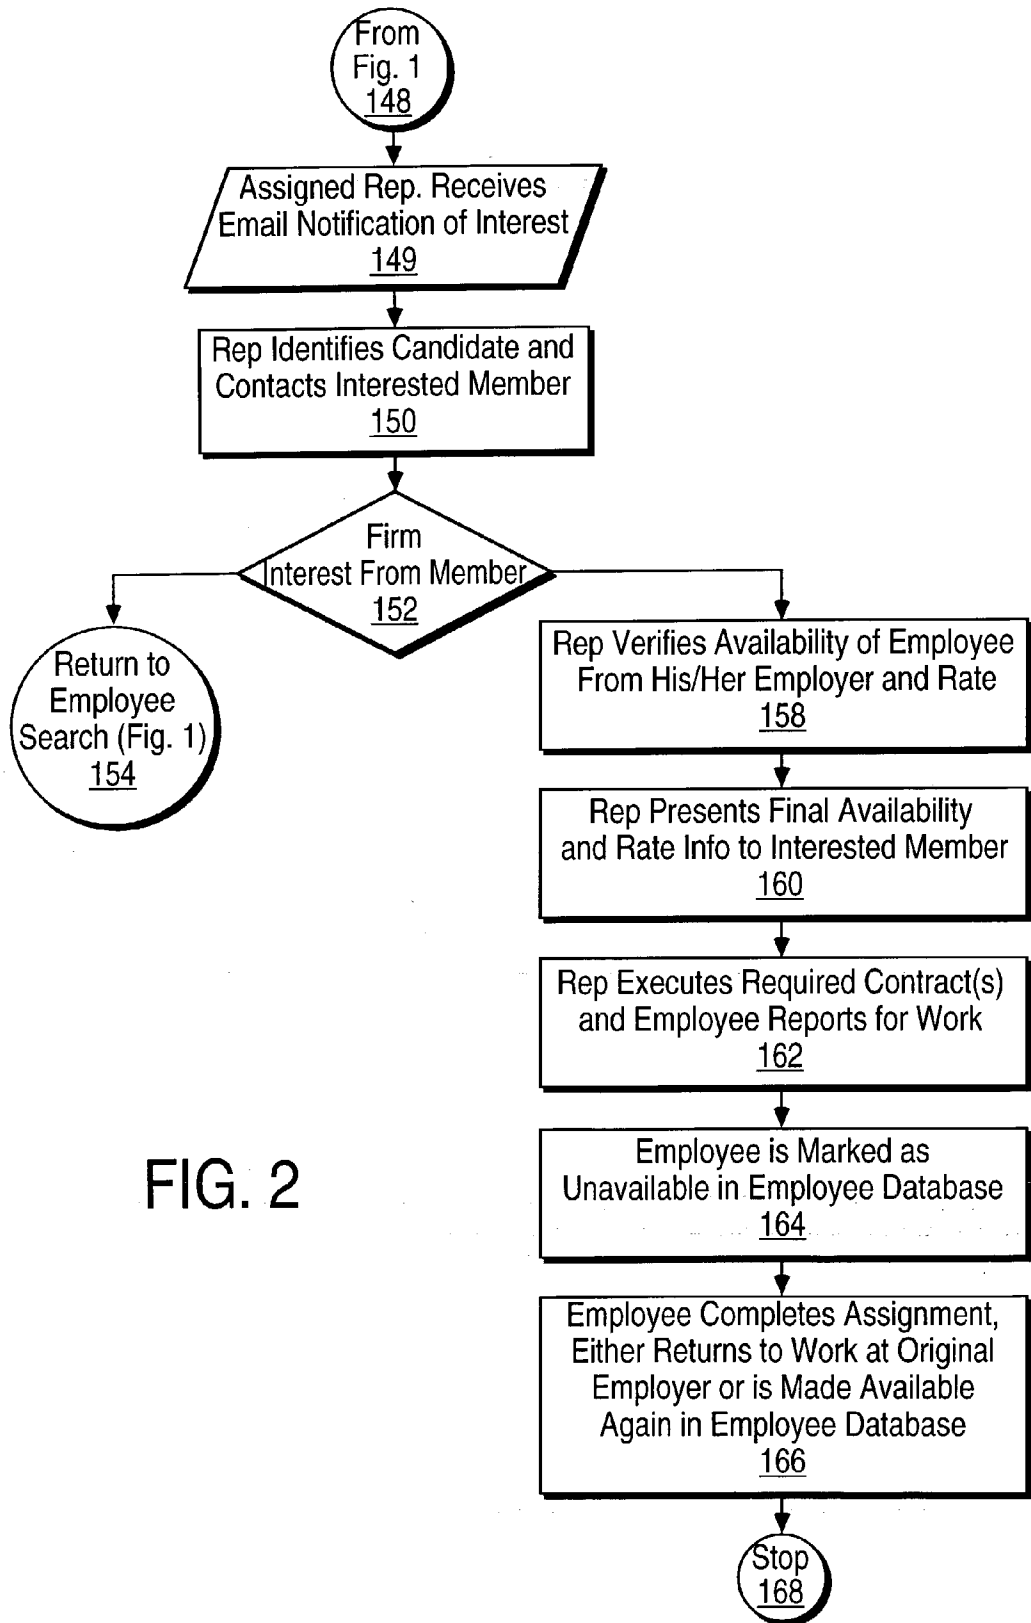 From
Fig. 1
148
Assigned Rep. Receives
Email Notification of Interest
149
Rep Identifies Candidate and
Contacts Interested Member
150
Firm
Interest From Member
152
Return to
Employee
Search (Fig. 1)
154
Rep Verifies Availability of Employee
From His/Her Employer and Rate
158
Rep Presents Final Availability
and Rate Info to Interested Member
160
Rep Executes Required Contract(s)
and Employee Reports for Work
162
Employee is Marked as
Unavailable in Employee Database
164
Employee Completes Assignment,
Either Returns to Work at Original
Employer or is Made Available
Again in Employee Database
166
Stop
168
FIG. 2